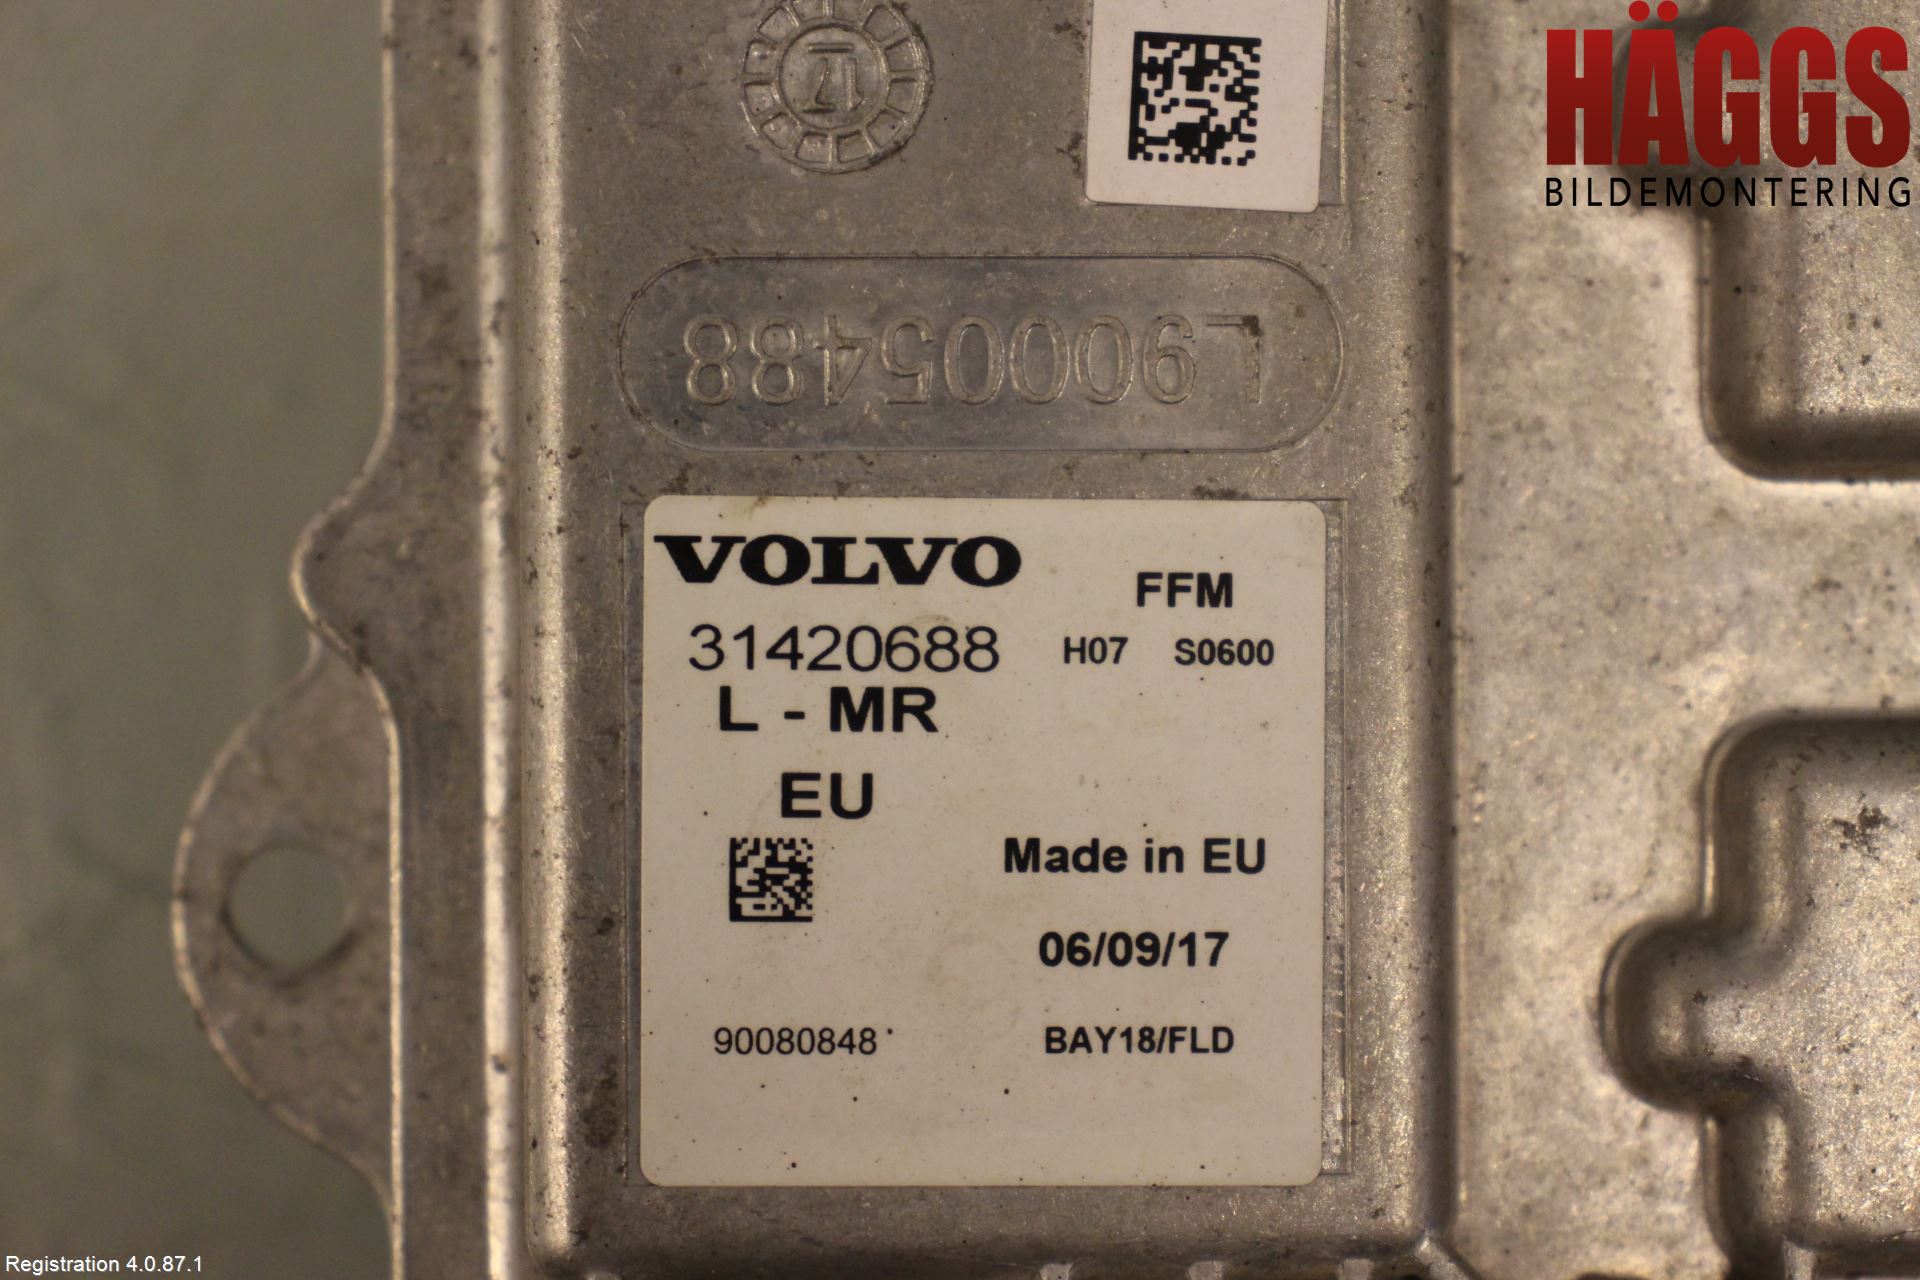 HÄGGS
BILDEMONTERING
17
L90005488
VOLVO
FFM
31420688 H07 S0600
L - MR
EU
Made in EU
06/09/17
90080848 BAY18/FLD
Registration 4.0.87.1